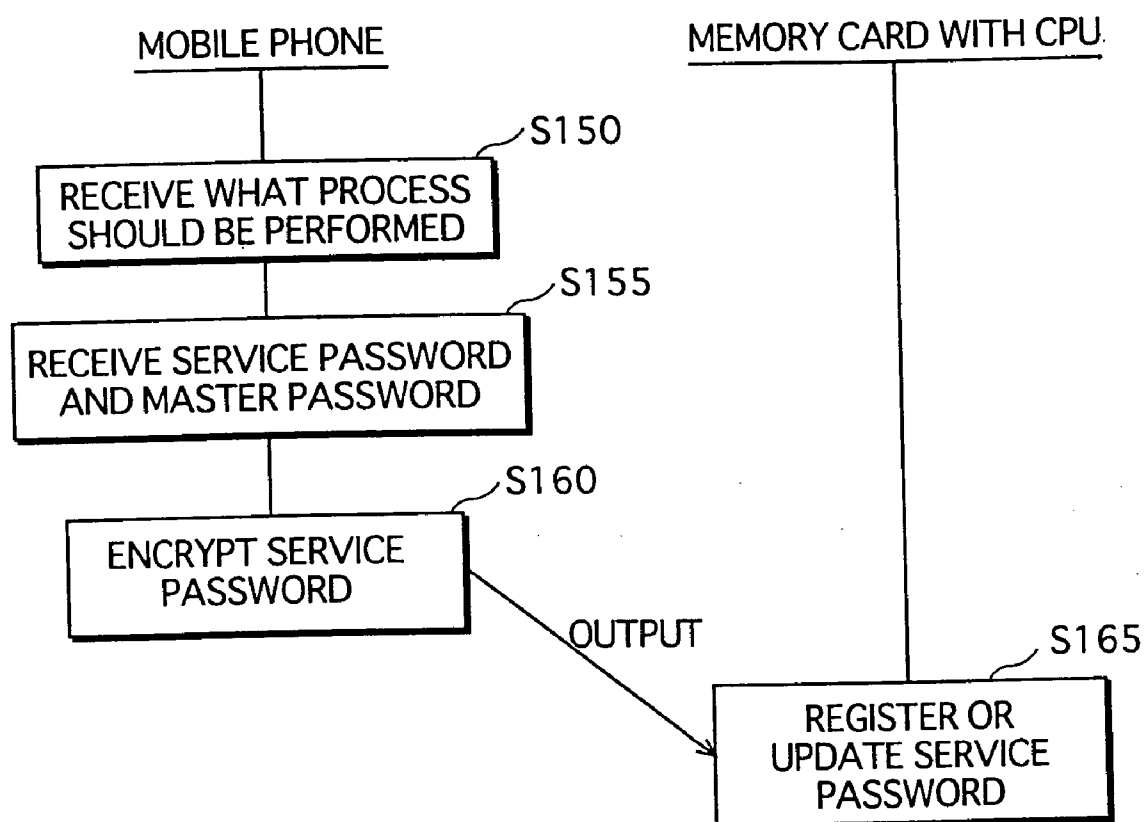 MOBILE PHONE
MEMORY CARD WITH CPU
S150
RECEIVE WHAT PROCESS
SHOULD BE PERFORMED
S155
RECEIVE SERVICE PASSWORD
AND MASTER PASSWORD
S160
ENCRYPT SERVICE
PASSWORD
OUTPUT
S165
REGISTER OR
UPDATE SERVICE
PASSWORD